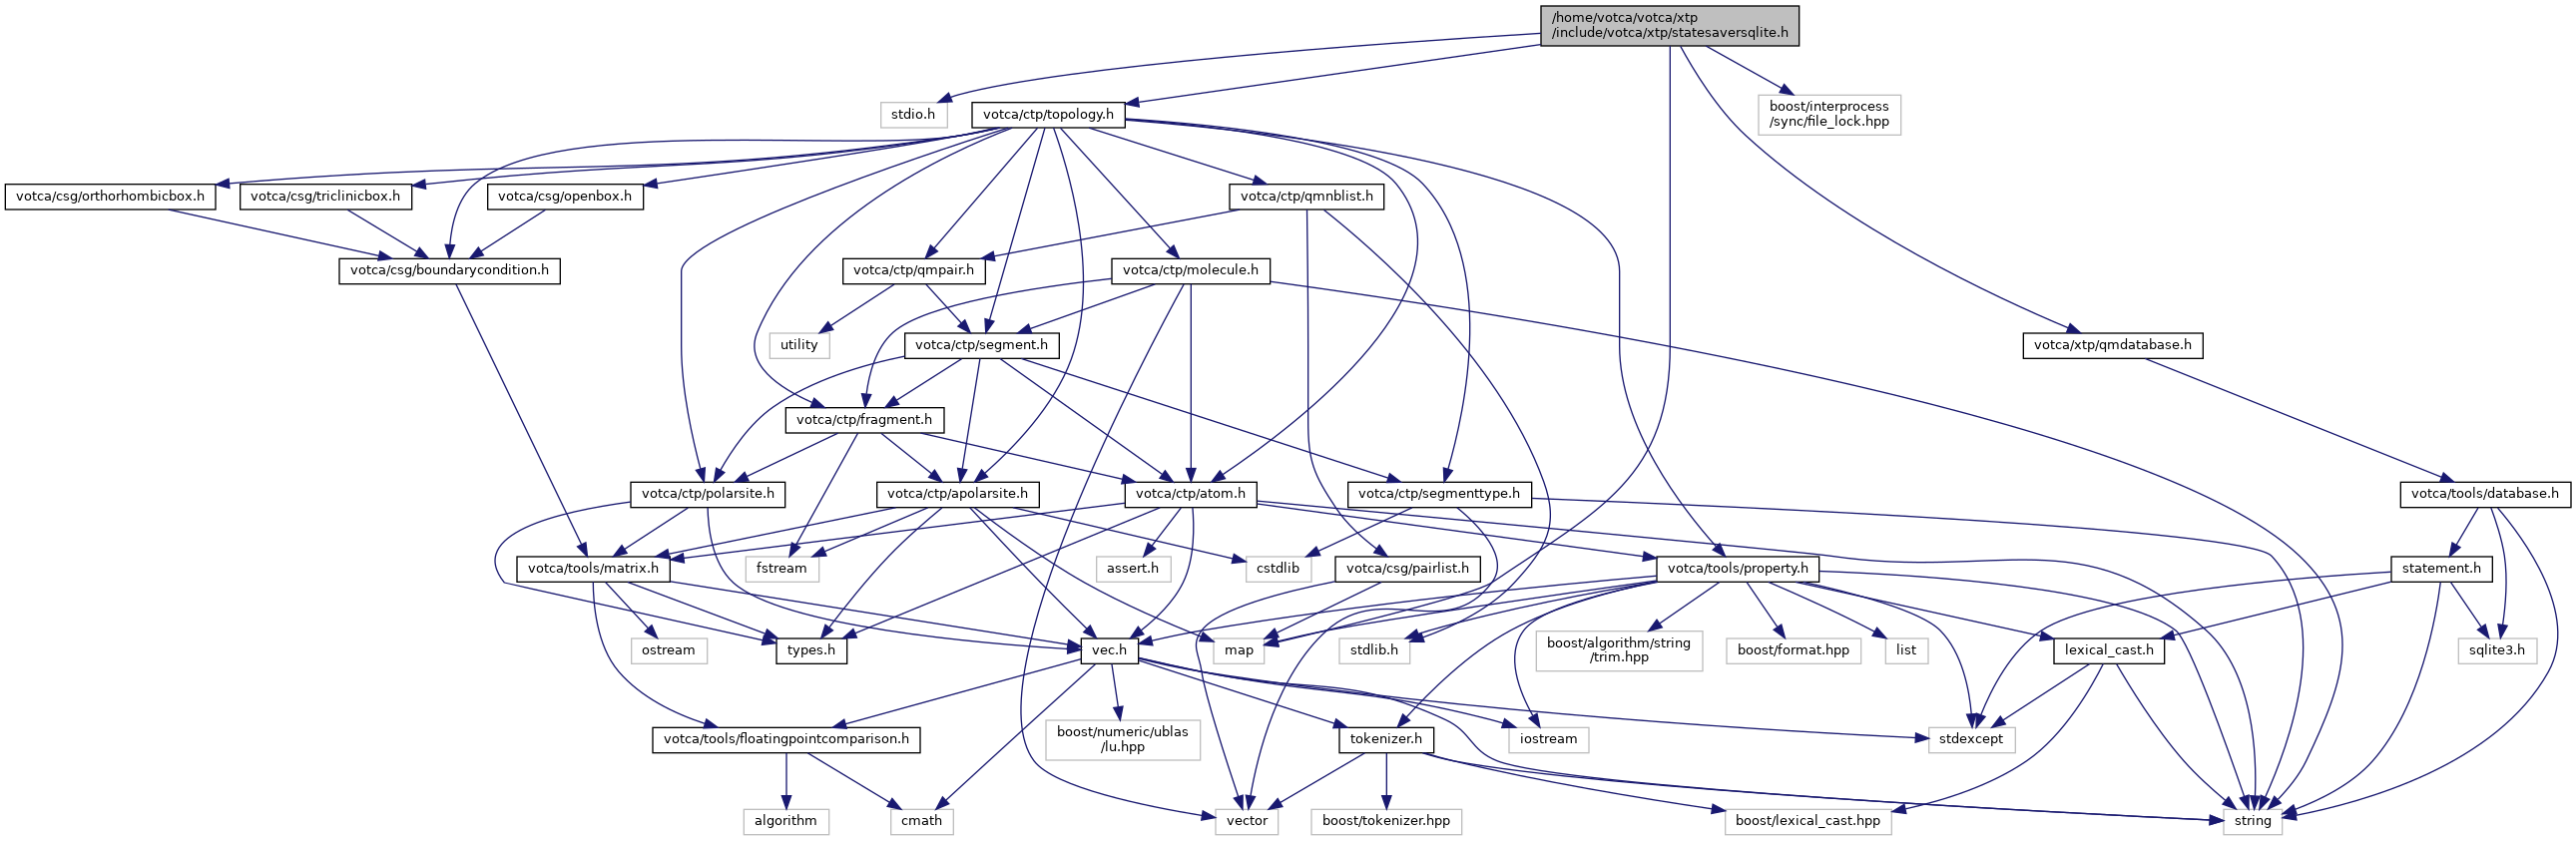 /home/votca/votca/xtp
/include/votca/xtp/statesaversqlite.h
stdio.h
votca/ctp/topology.h
boost/interprocess
/sync/file_lock.hpp
votca/csg/orthorhombicbox.h
votca/csg/triclinicbox.h
votca/csg/openbox.h
votca/ctp/qmnblist.h
votca/csg/boundarycondition.h
votca/ctp/qmpair.h
votca/ctp/molecule.h
utility
votca/ctp/segment.h
votca/xtp/qmdatabase.h
votca/ctp/fragment.h
votca/ctp/polarsite.h
votca/ctp/apolarsite.h
votca/ctp/atom.h
votca/ctp/segmenttype.h
votca/tools/database.h
votca/tools/matrix.h
fstream
assert.h
cstdlib
votca/csg/pairlist.h
votca/tools/property.h
statement.h
ostream
types.h
vec.h
map
stdlib.h
boost/algorithm/string
/trim.hpp
boost/format.hpp
list
lexical_cast.h
sqlite3.h
votca/tools/floatingpointcomparison.h
boost/numeric/ublas
/lu.hpp
tokenizer.h
iostream
stdexcept
algorithm
cmath
vector
boost/tokenizer.hpp
boost/lexical_cast.hpp
string